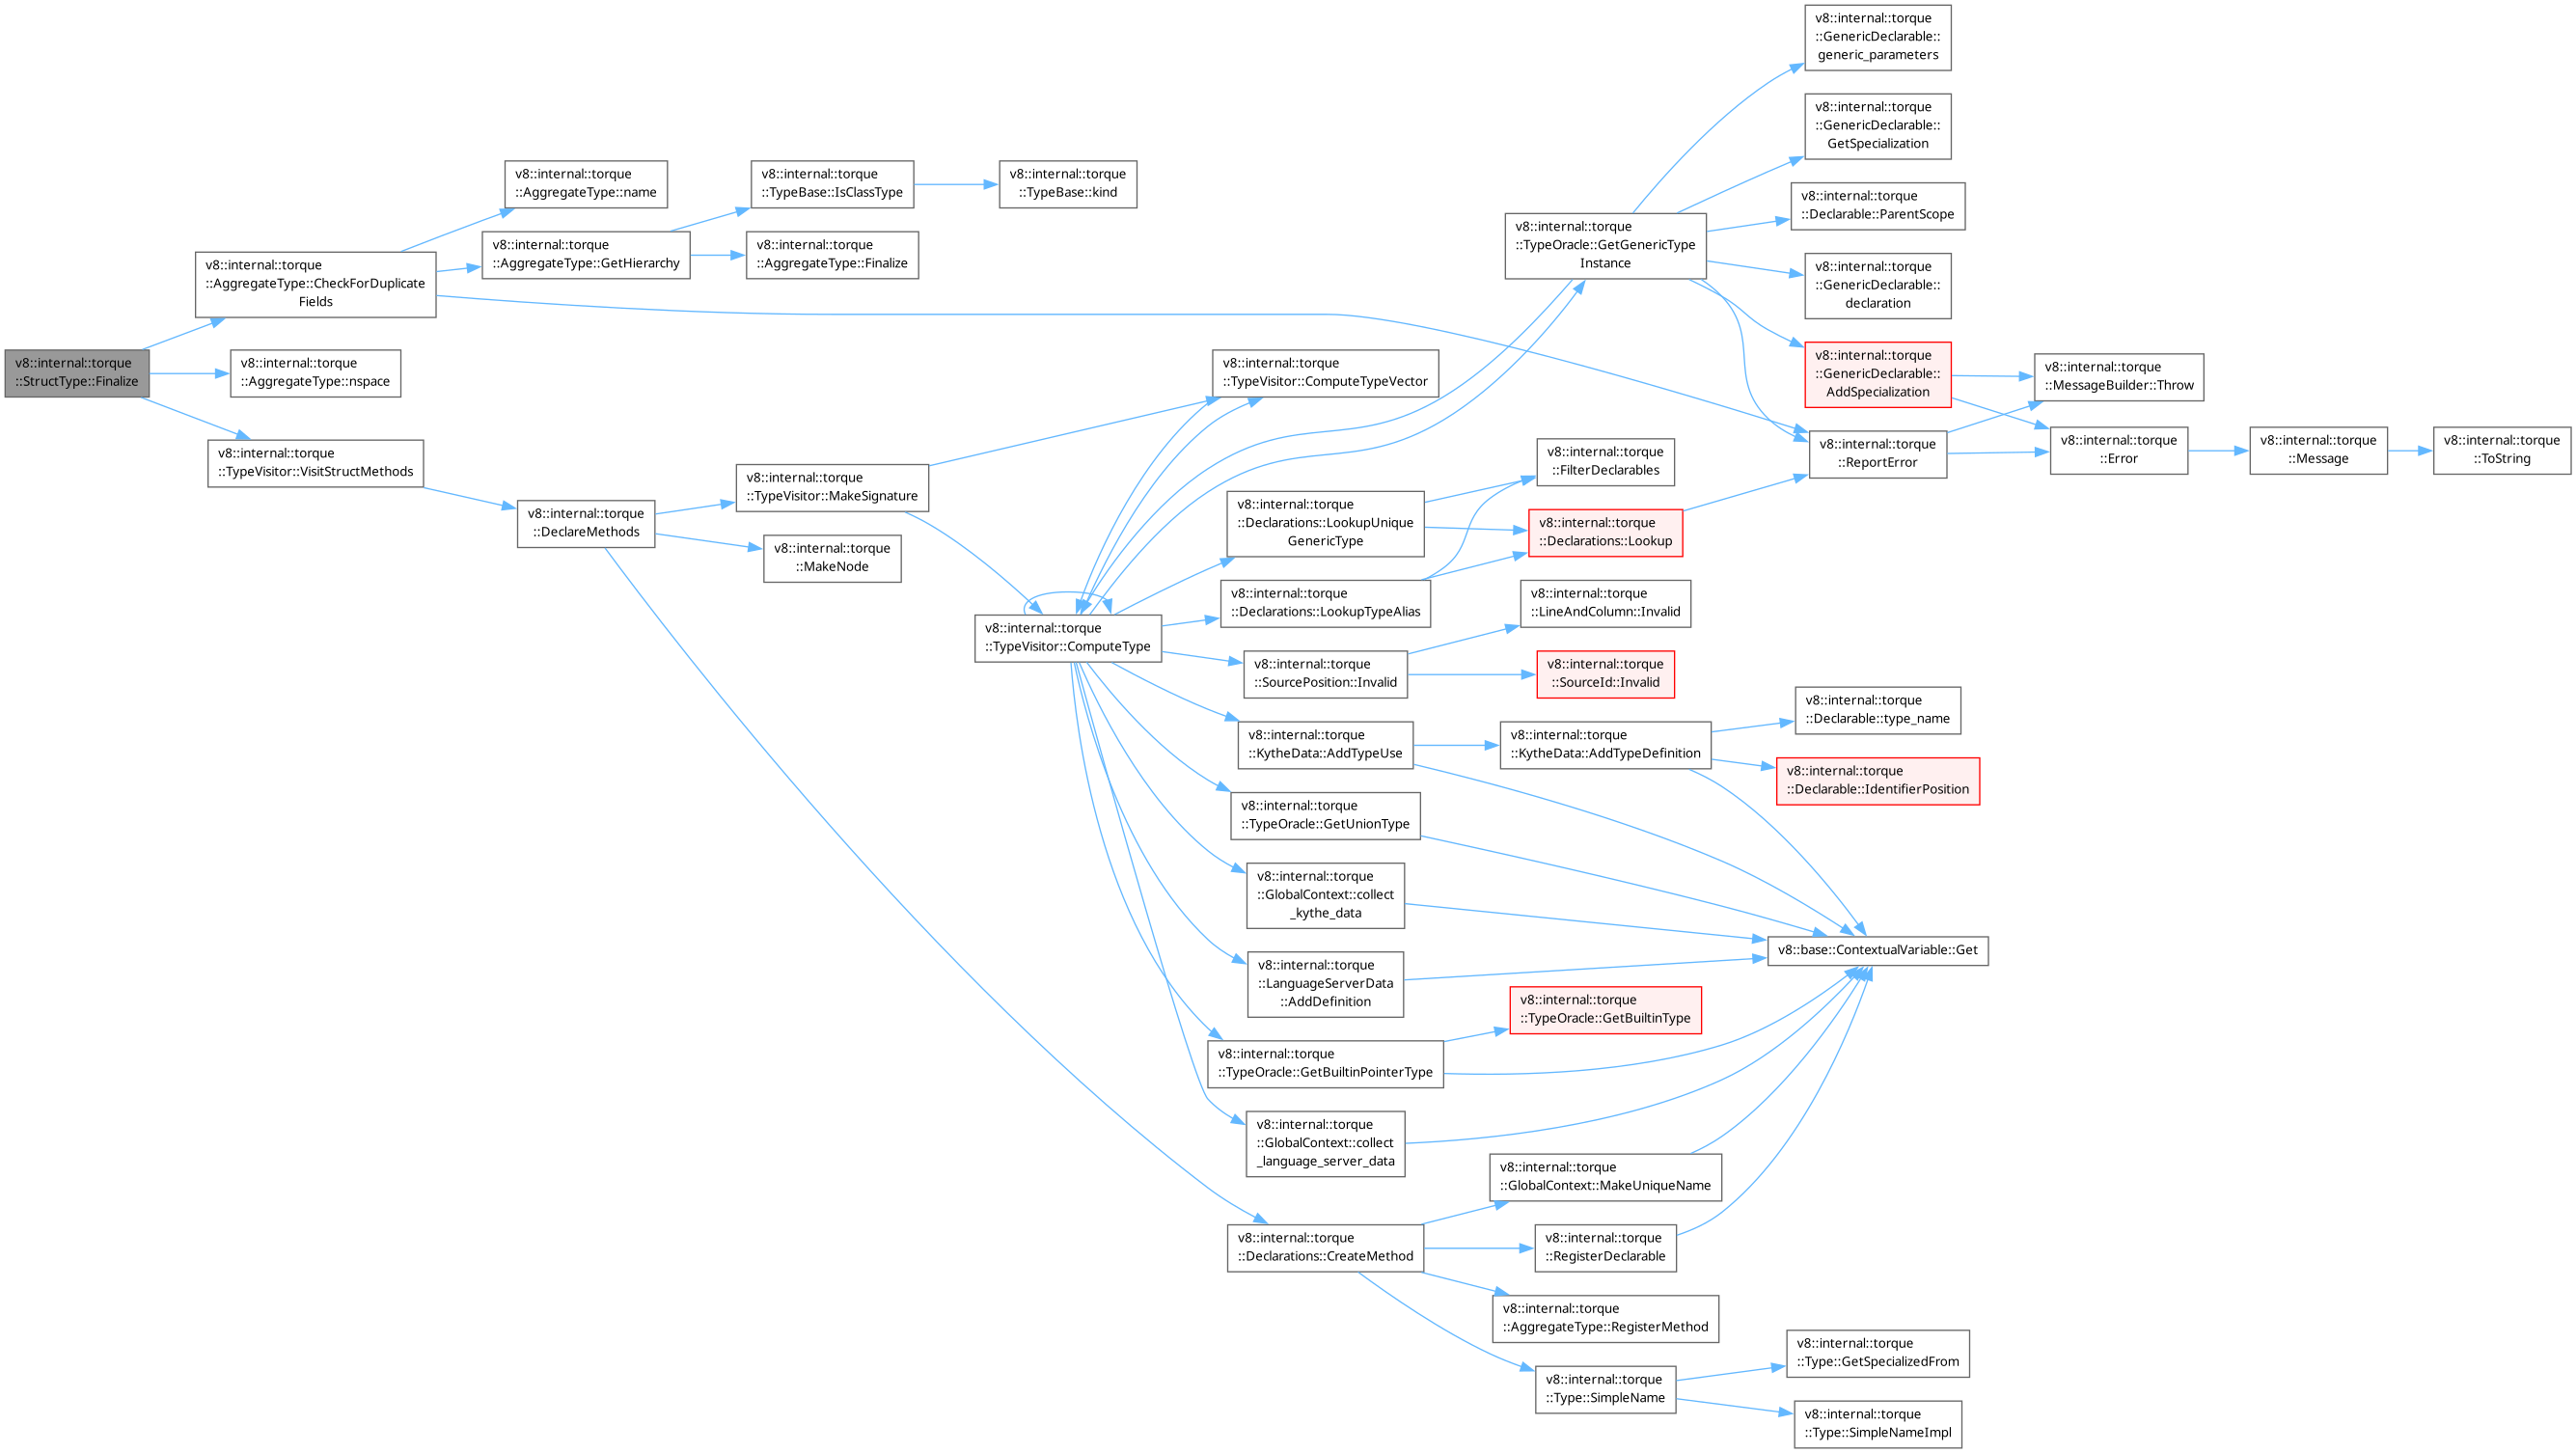 v8::internal::torque
::StructType::Finalize
v8::internal::torque
::AggregateType::CheckForDuplicate
Fields
v8::internal::torque
::AggregateType::nspace
v8::internal::torque
::TypeVisitor::VisitStructMethods
v8::internal::torque
::AggregateType::name
v8::internal::torque
::AggregateType::GetHierarchy
v8::internal::torque
::DeclareMethods
v8::internal::torque
::TypeBase::IsClassType
v8::internal::torque
::AggregateType::Finalize
v8::internal::torque
::TypeVisitor::MakeSignature
v8::internal::torque
::MakeNode
v8::internal::torque
::TypeBase::kind
v8::internal::torque
::TypeVisitor::ComputeType
v8::internal::torque
::TypeVisitor::ComputeTypeVector
v8::internal::torque
::Declarations::LookupUnique
GenericType
v8::internal::torque
::Declarations::LookupTypeAlias
v8::internal::torque
::SourcePosition::Invalid
v8::internal::torque
::KytheData::AddTypeUse
v8::internal::torque
::TypeOracle::GetUnionType
v8::internal::torque
::GlobalContext::collect
_kythe_data
v8::internal::torque
::LanguageServerData
::AddDefinition
v8::internal::torque
::TypeOracle::GetBuiltinPointerType
v8::internal::torque
::GlobalContext::collect
_language_server_data
v8::internal::torque
::Declarations::CreateMethod
v8::internal::torque
::TypeOracle::GetGenericType
Instance
v8::internal::torque
::FilterDeclarables
v8::internal::torque
::Declarations::Lookup
v8::internal::torque
::LineAndColumn::Invalid
v8::internal::torque
::SourceId::Invalid
v8::internal::torque
::KytheData::AddTypeDefinition
v8::internal::torque
::TypeOracle::GetBuiltinType
v8::internal::torque
::GlobalContext::MakeUniqueName
v8::internal::torque
::RegisterDeclarable
v8::internal::torque
::AggregateType::RegisterMethod
v8::internal::torque
::Type::SimpleName
v8::internal::torque
::GenericDeclarable::
generic_parameters
v8::internal::torque
::GenericDeclarable::
GetSpecialization
v8::internal::torque
::Declarable::ParentScope
v8::internal::torque
::GenericDeclarable::
declaration
v8::internal::torque
::GenericDeclarable::
AddSpecialization
v8::internal::torque
::ReportError
v8::internal::torque
::Declarable::type_name
v8::internal::torque
::Declarable::IdentifierPosition
v8::base::ContextualVariable::Get
v8::internal::torque
::Type::GetSpecializedFrom
v8::internal::torque
::Type::SimpleNameImpl
v8::internal::torque
::MessageBuilder::Throw
v8::internal::torque
::Error
v8::internal::torque
::Message
v8::internal::torque
::ToString